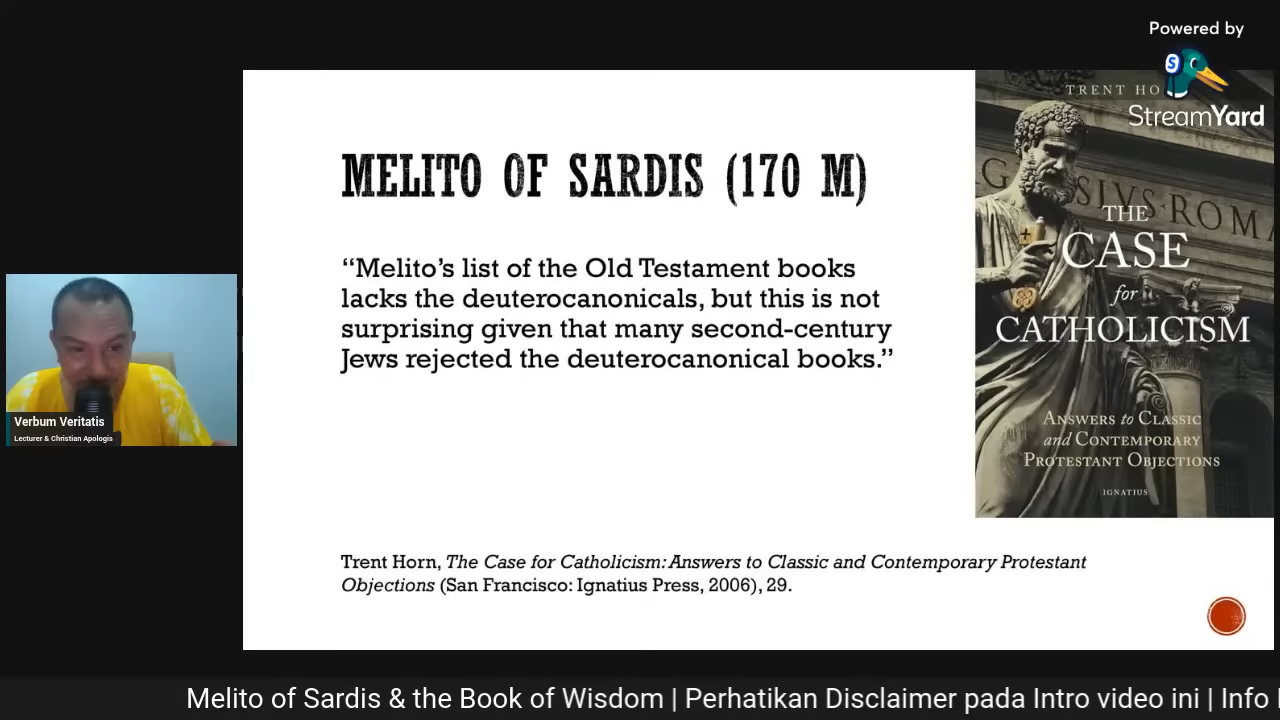 Powered by
StreamYard
MELITO OF SARDIS (170 M)
“Melito’s list of the Old Testament books
lacks the deuterocanonicals, but this is not
surprising given that many second-century
Jews rejected the deuterocanonical books.”
Trent Horn, The Case for Catholicism: Answers to Classic and Contemporary Protestant
Objections (San Francisco: Ignatius Press, 2006), 29.
TRENT HO
SIVS·ROMA
THE
CASE
for
CATHOLICISM
ANSWERS to CLASSIC
and CONTEMPORARY
PROTESTANT OBJECTIONS
IGNATIUS
Verbum Veritatis
Lecturer & Christian Apologis
Melito of Sardis & the Book of Wisdom | Perhatikan Disclaimer pada Intro video ini | Info